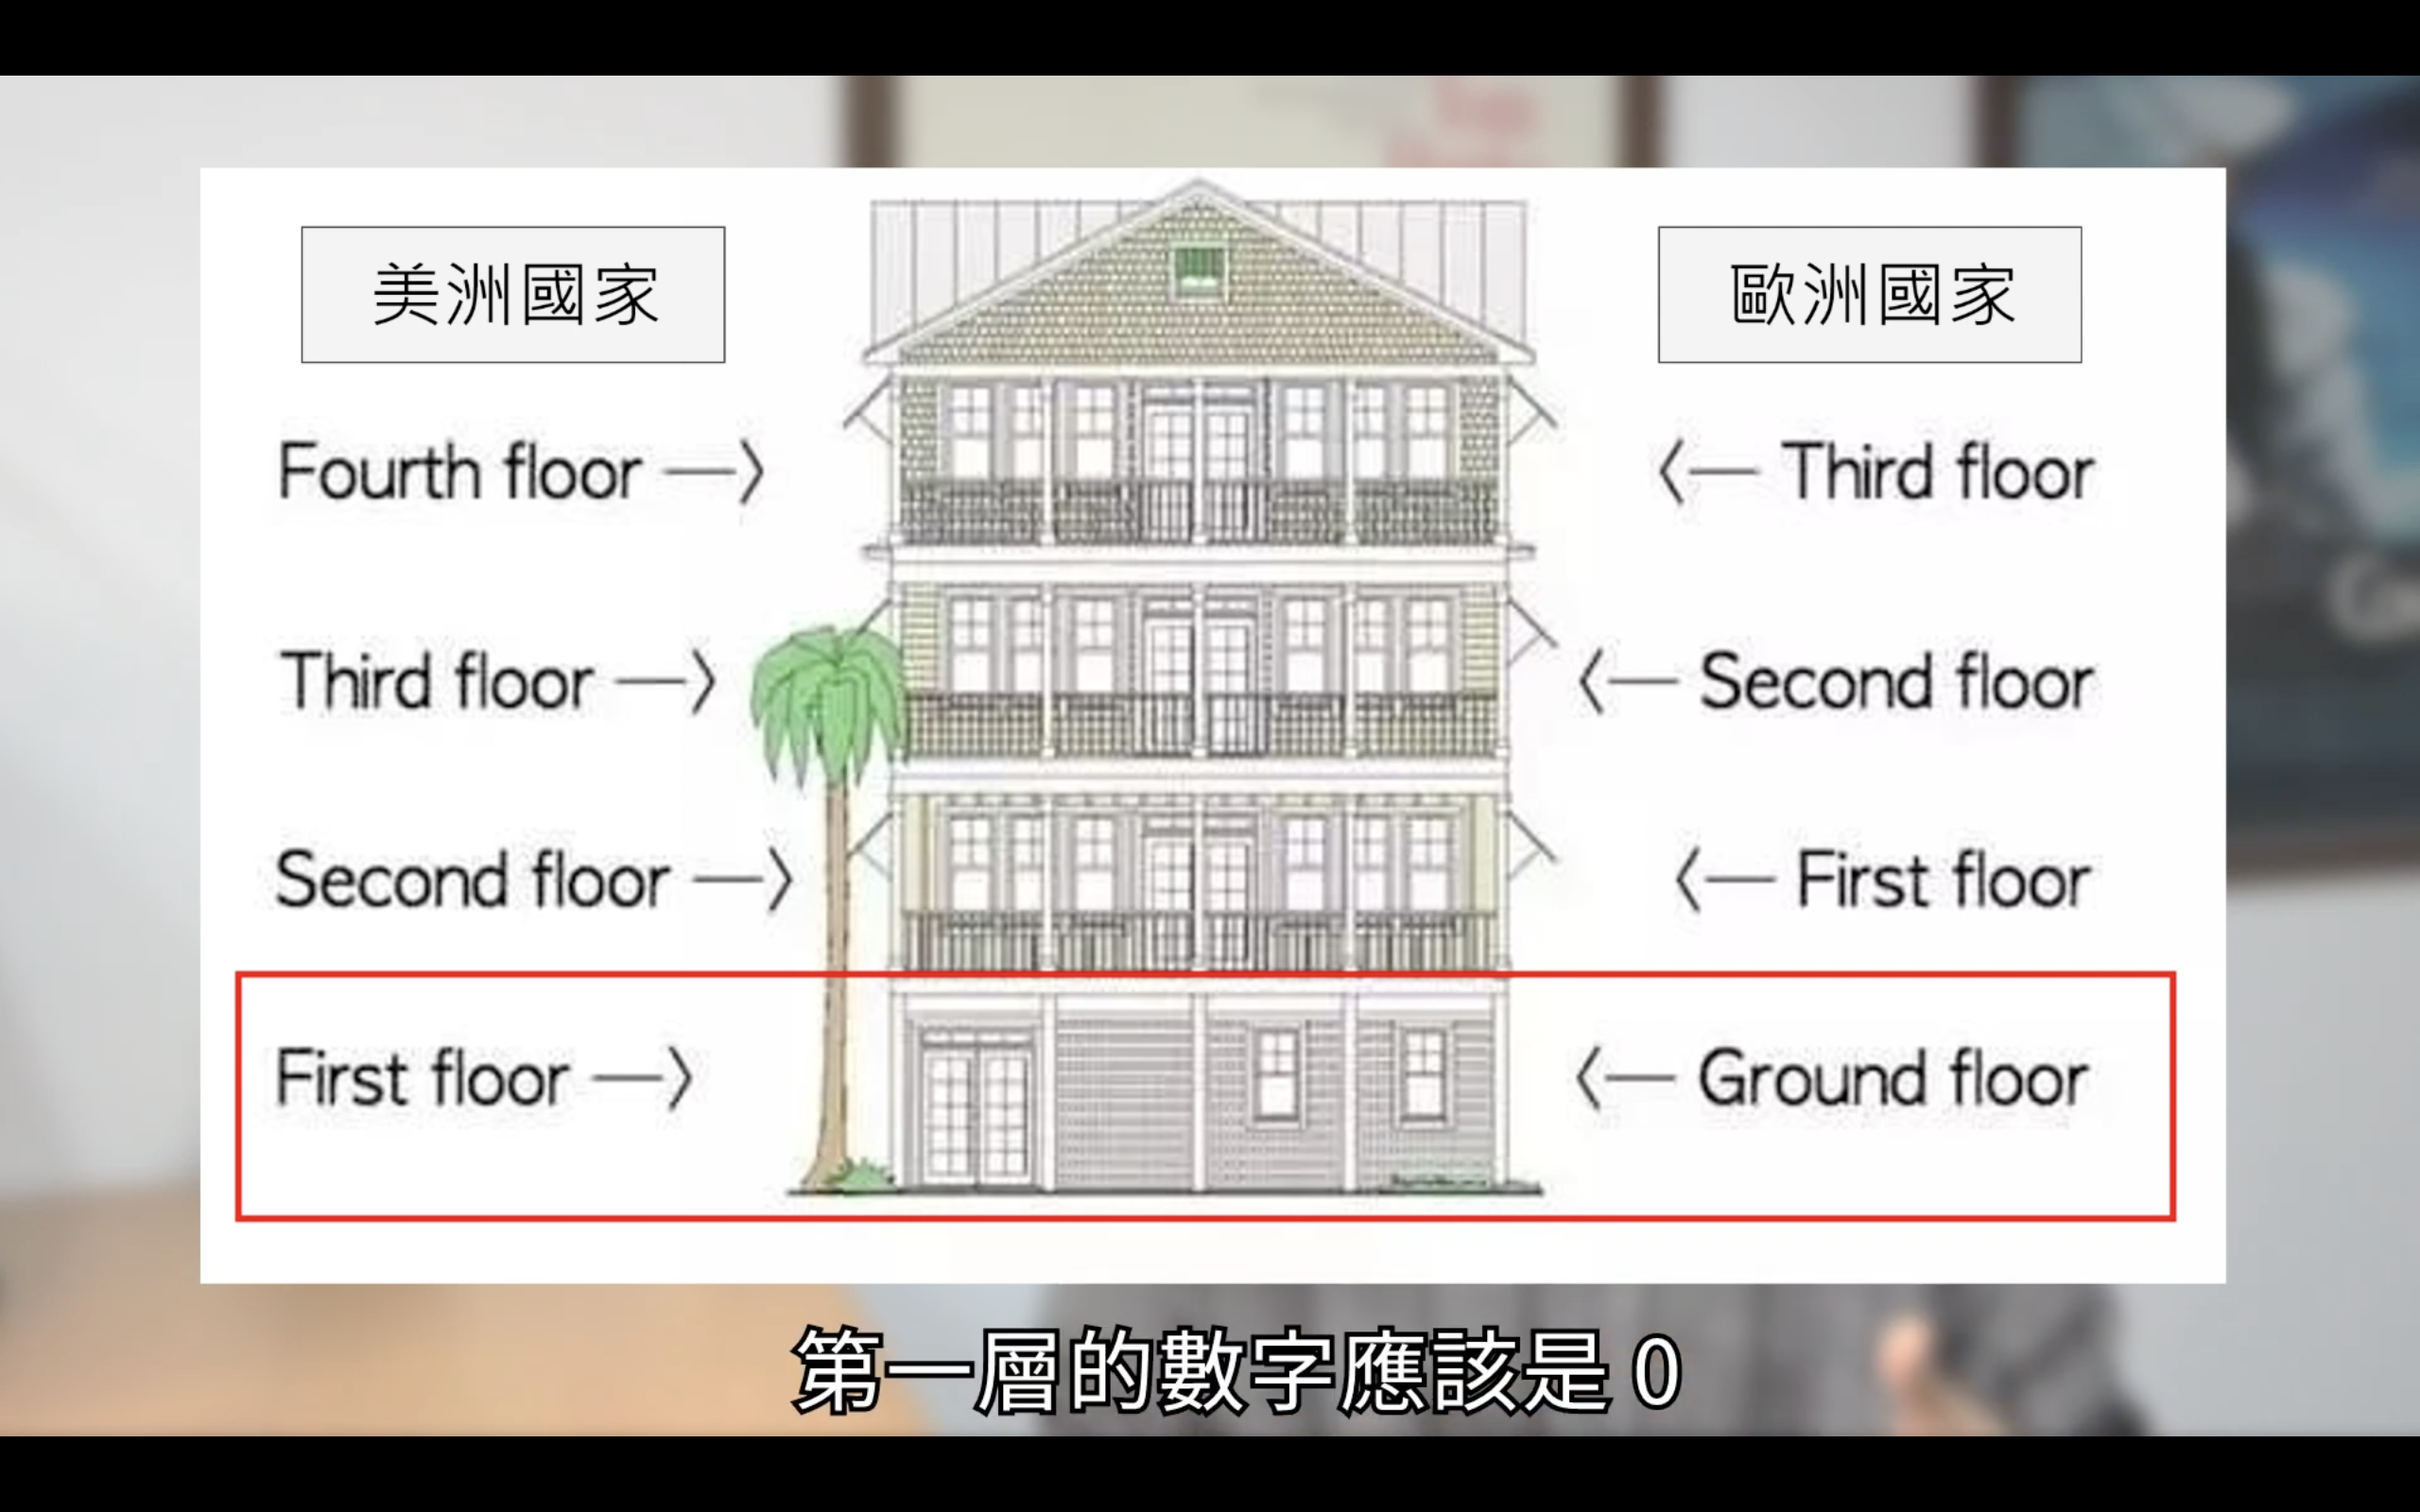 美洲國家
歐洲國家
Fourth floor
Third floor
Third floor
Second floor
Second floor
First floor
First floor
Ground floor
第一層的數字應該是 0